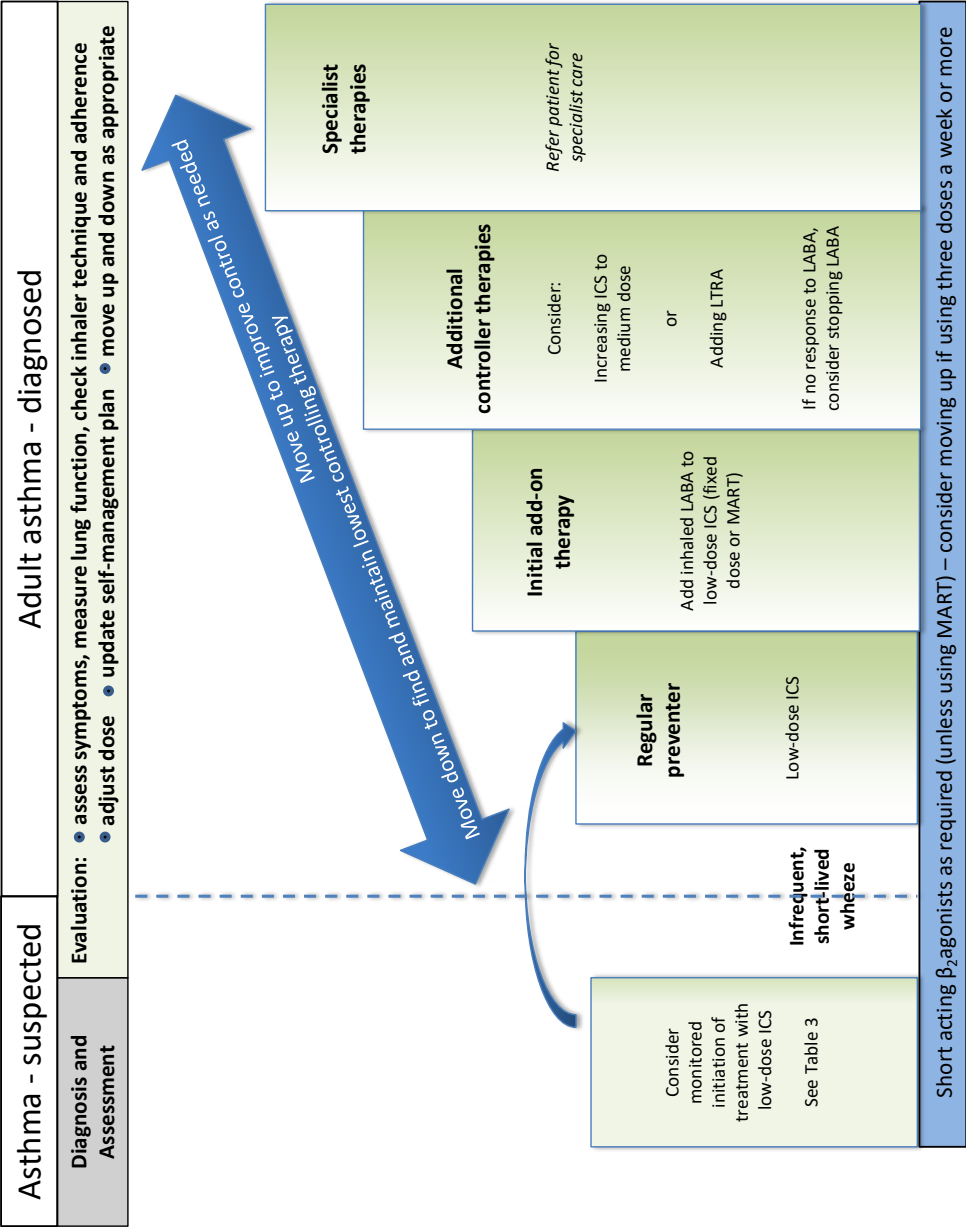 Asthma - suspected
Adult asthma - diagnosed
Diagnosis and
Assessment
Evaluation: • assess symptoms, measure lung function, check inhaler technique and adherence
• adjust dose • update self-management plan • move up and down as appropriate
Move up to improve control as needed
Move down to find and maintain lowest controlling therapy
Consider
monitored
initiation of
treatment with
low-dose ICS
See Table 3
Infrequent,
short-lived
wheeze
Regular
preventer
Low-dose ICS
Initial add-on
therapy
Add inhaled LABA to
low-dose ICS (fixed
dose or MART)
Additional
controller therapies
Consider:
Increasing ICS to
medium dose
or
Adding LTRA
If no response to LABA,
consider stopping LABA
Specialist
therapies
Refer patient for
specialist care
Short acting β₂agonists as required (unless using MART) – consider moving up if using three doses a week or more